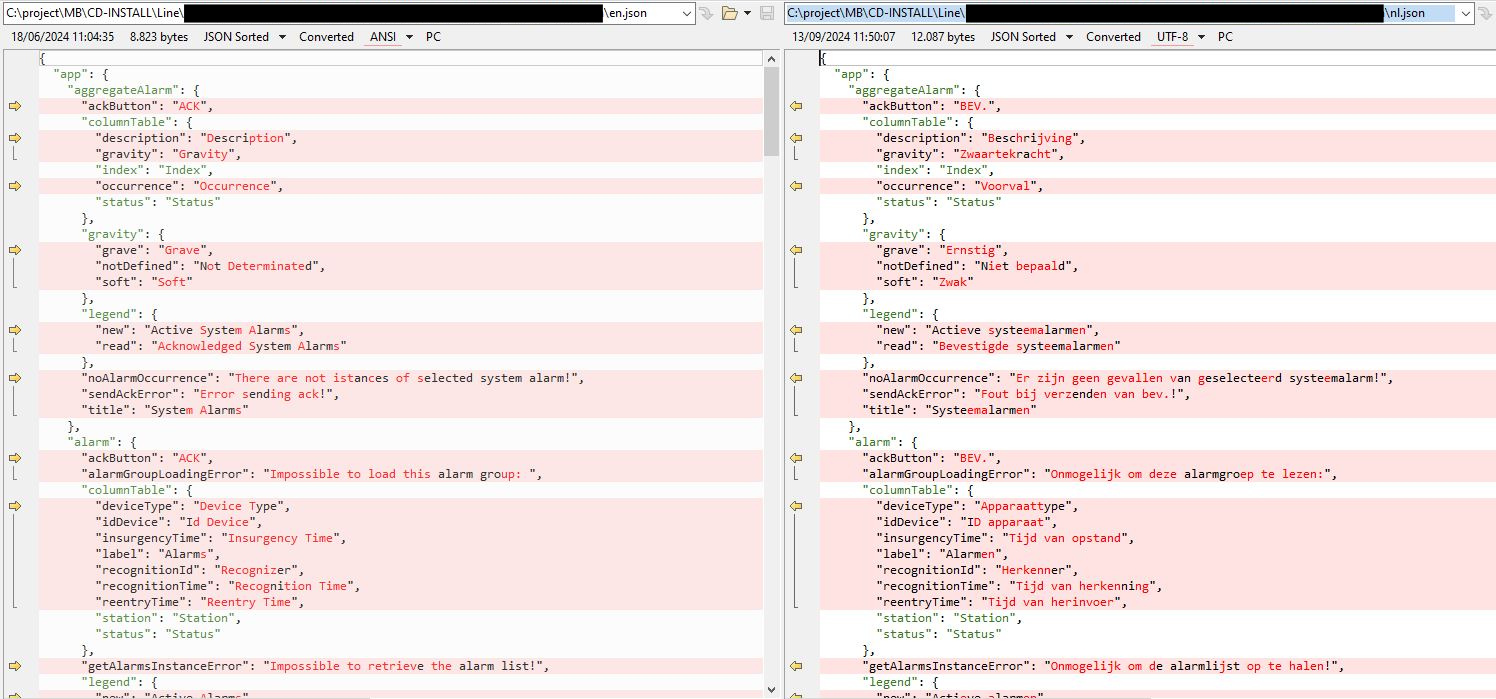 C:\project\MB\CD-INSTALL\Line\ \en.json
18/06/2024 11:04:35 8.823 bytes JSON Sorted Converted ANSI PC
{
"app": {
"aggregateAlarm": {
"ackButton": "ACK",
"columnTable": {
"description": "Description",
"gravity": "Gravity",
"index": "Index",
"occurrence": "Occurrence",
"status": "Status"
},
"gravity": {
"grave": "Grave",
"notDefined": "Not Determinated",
"soft": "Soft"
},
"legend": {
"new": "Active System Alarms",
"read": "Acknowledged System Alarms"
},
"noAlarmOccurrence": "There are not istances of selected system alarm!",
"sendAckError": "Error sending ack!",
"title": "System Alarms"
},
"alarm": {
"ackButton": "ACK",
"alarmGroupLoadingError": "Impossible to load this alarm group: ",
"columnTable": {
"deviceType": "Device Type",
"idDevice": "Id Device",
"insurgencyTime": "Insurgency Time",
"label": "Alarms",
"recognitionId": "Recognizer",
"recognitionTime": "Recognition Time",
"reentryTime": "Reentry Time",
"station": "Station",
"status": "Status"
},
"getAlarmsInstanceError": "Impossible to retrieve the alarm list!",
"legend": {
"new": "Active Alarms",
C:\project\MB\CD-INSTALL\Line\ \nl.json
13/09/2024 11:50:07 12.087 bytes JSON Sorted Converted UTF-8 PC
{
"app": {
"aggregateAlarm": {
"ackButton": "BEV.",
"columnTable": {
"description": "Beschrijving",
"gravity": "Zwaartekracht",
"index": "Index",
"occurrence": "Voorval",
"status": "Status"
},
"gravity": {
"grave": "Ernstig",
"notDefined": "Niet bepaald",
"soft": "Zwak"
},
"legend": {
"new": "Actieve systeemalarmen",
"read": "Bevestigde systeemalarmen"
},
"noAlarmOccurrence": "Er zijn geen gevallen van geselecteerd systeemalarm!",
"sendAckError": "Fout bij verzenden van bev.!",
"title": "Systeemalarmen"
},
"alarm": {
"ackButton": "BEV.",
"alarmGroupLoadingError": "Onmogelijk om deze alarmgroep te lezen:",
"columnTable": {
"deviceType": "Apparaattype",
"idDevice": "ID apparaat",
"insurgencyTime": "Tijd van opstand",
"label": "Alarmen",
"recognitionId": "Herkenner",
"recognitionTime": "Tijd van herkenning",
"reentryTime": "Tijd van herinvoer",
"station": "Station",
"status": "Status"
},
"getAlarmsInstanceError": "Onmogelijk om de alarmlijst op te halen!",
"legend": {
"new": "Actieve alarmen"